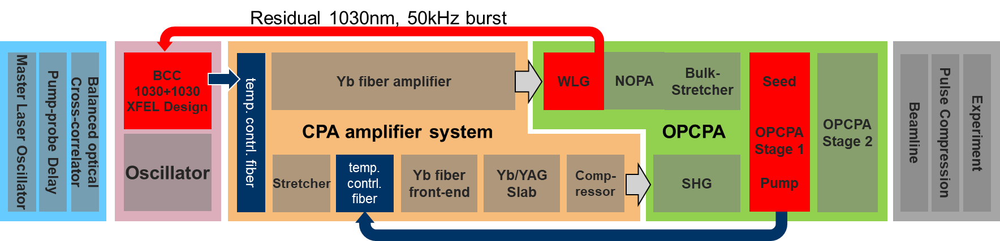 Residual 1030nm, 50kHz burst
Master Laser Oscillator
Pump-probe Delay
Balanced optical
Cross-correlator
BCC
1030+1030
XFEL Design
Oscillator
temp. contrl. fiber
Yb fiber amplifier
CPA amplifier system
Stretcher
temp.
contrl.
fiber
Yb fiber
front-end
Yb/YAG
Slab
Comp-
ressor
WLG
NOPA
Bulk-
Stretcher
OPCPA
SHG
Seed
OPCPA
Stage 1
Pump
OPCPA
Stage 2
Beamline
Pulse Compression
Experiment